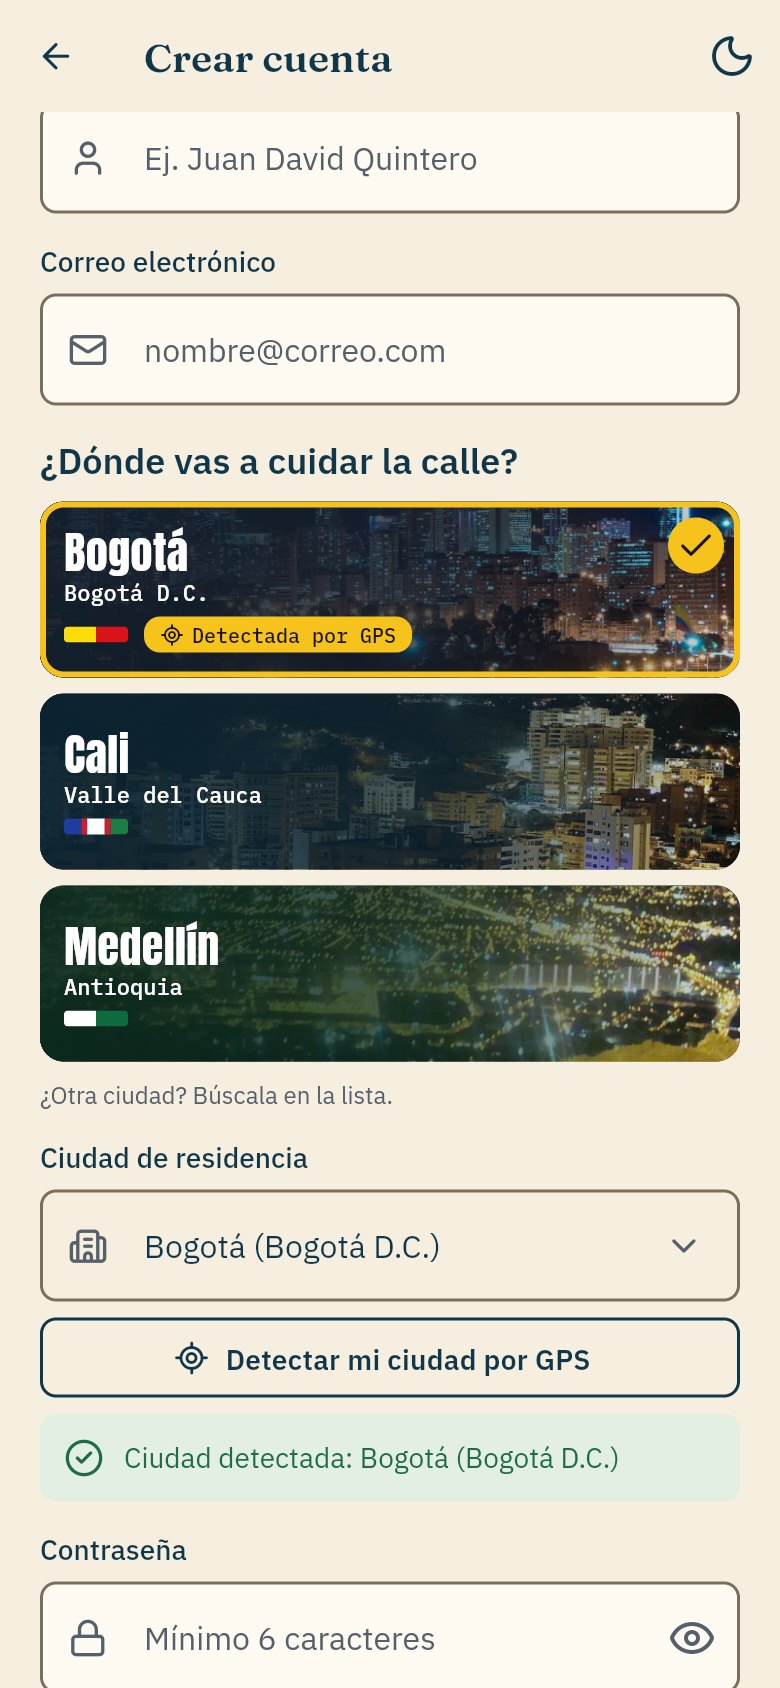 Crear cuenta
Ej. Juan David Quintero
Correo electrónico
nombre@correo.com
¿Dónde vas a cuidar la calle?
Bogotá
Bogotá D.C.
Detectada por GPS
Cali
Valle del Cauca
Medellín
Antioquia
¿Otra ciudad? Búscala en la lista.
Ciudad de residencia
Bogotá (Bogotá D.C.)
Detectar mi ciudad por GPS
Ciudad detectada: Bogotá (Bogotá D.C.)
Contraseña
Mínimo 6 caracteres